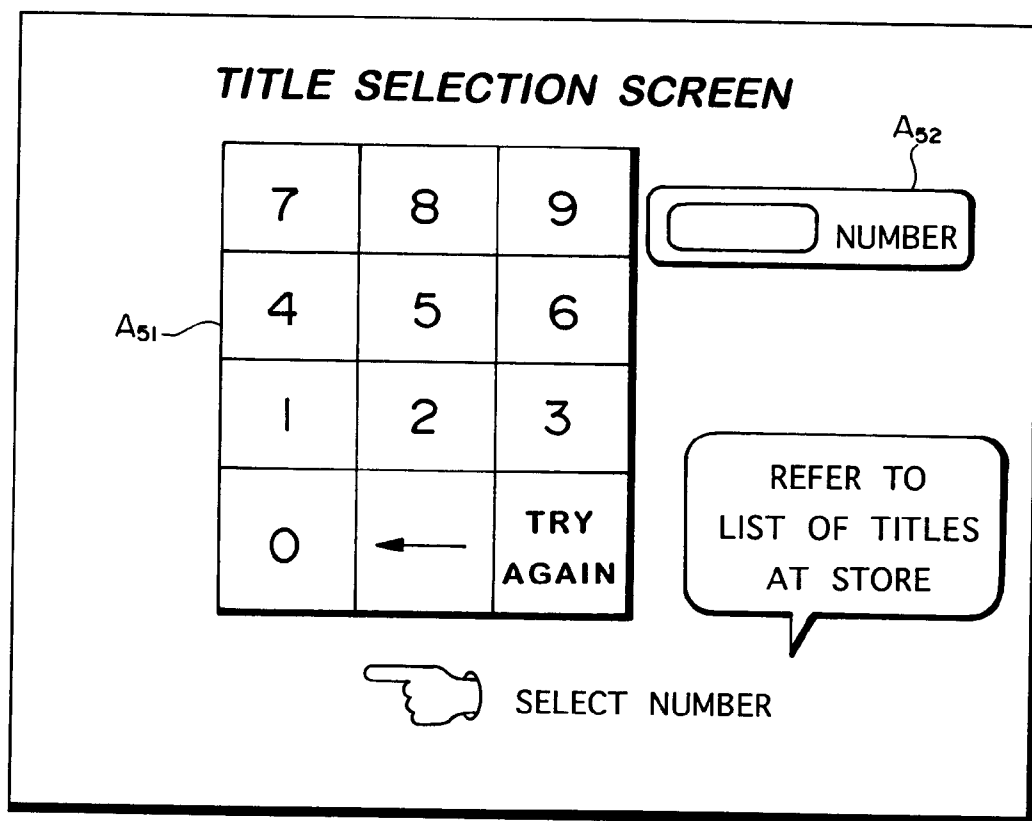 TITLE SELECTION SCREEN
A52
7 8 9
NUMBER
A51
4 5 6
1 2 3
REFER TO
LIST OF TITLES
AT STORE
0 ← TRY
AGAIN
SELECT NUMBER